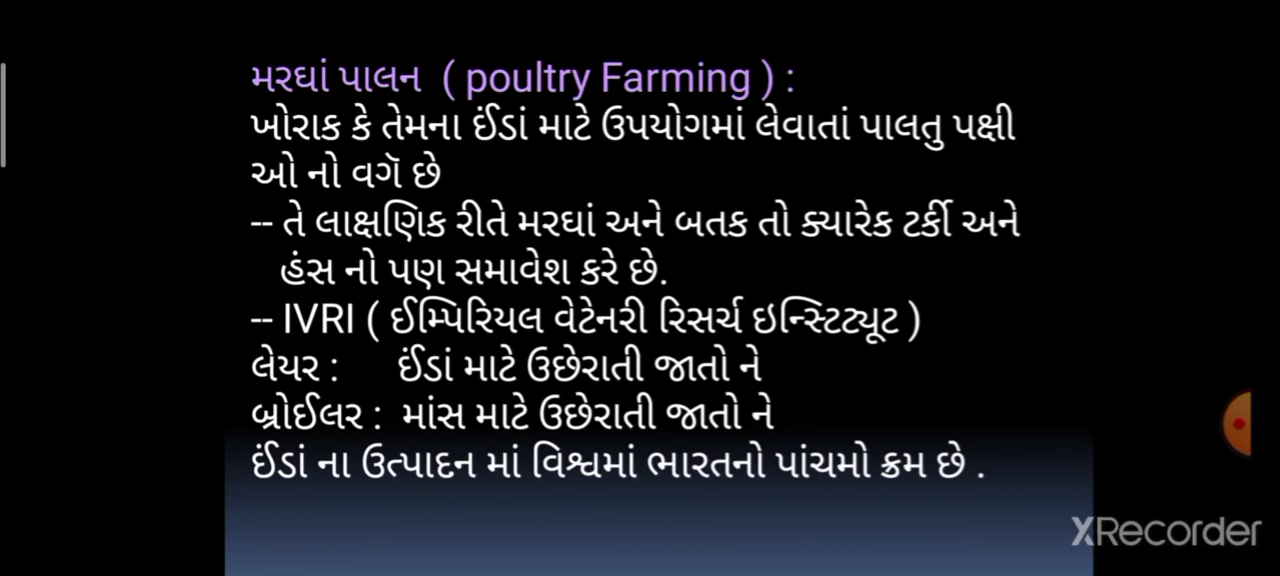 મરઘાં પાલન ( poultry Farming ) :
ખોરાક કે તેમના ઈંડાં માટે ઉપયોગમાં લેવાતાં પાલતુ પક્ષી
ઓ નો વગૅ છે
-- તે લાક્ષણિક રીતે મરઘાં અને બતક તો ક્યારેક ટર્કી અને
હંસ નો પણ સમાવેશ કરે છે.
-- IVRI ( ઈમ્પિરિયલ વેટેનરી રિસર્ચ ઇન્સ્ટિટ્યૂટ )
લેયર : ઈંડાં માટે ઉછેરાતી જાતો ને
બ્રોઈલર : માંસ માટે ઉછેરાતી જાતો ને
ઈંડાં ના ઉત્પાદન માં વિશ્વમાં ભારતનો પાંચમો ક્રમ છે .
XRecorder